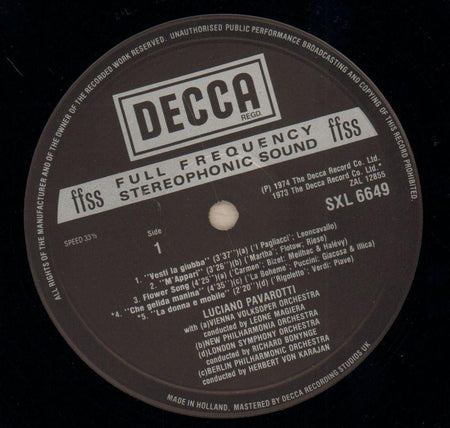 ALL RIGHTS OF THE MANUFACTURER AND OF THE OWNER OF THE RECORDED WORK RESERVED. UNAUTHORISED PUBLIC PERFORMANCE BROADCASTING AND COPYING OF THIS RECORD PROHIBITED.
DECCA
REGD.
ffss FULL FREQUENCY ffss
STEREOPHONIC SOUND
(P) 1974 The Decca Record Co. Ltd.
*1973 The Decca Record Co. Ltd.*
ZAL 12855
SXL 6649
SPEED 33⅓
Side
1
1. "Vesti la giubba" (3'37")(a) ('I Pagliacci'; Leoncavallo)
2. "M'Apparì" (3'26")(b) ('Martha'; Flotow; Riese)
3. Flower Song (4'25")(a) ('Carman'; Bizet: Meilhac & Halévy)
*4. "Che gelida manina" (4'35")(c) ('La Boheme'; Puccini: Giacosa & Illica)
*5. "La donna e mobile" (2'20")(d) ('Rigoletto'; Verdi: Piave)
LUCIANO PAVAROTTI
with (a)VIENNA VOLKSOPER ORCHESTRA
conducted by LEONE MAGIERA
(b)NEW PHILHARMONIA ORCHESTRA
(d)LONDON SYMPHONY ORCHESTRA
conducted by RICHARD BONYNGE
(c)BERLIN PHILHARMONIC ORCHESTRA
conducted by HERBERT VON KARAJAN
MADE IN HOLLAND, MASTERED BY DECCA RECORDING STUDIOS UK